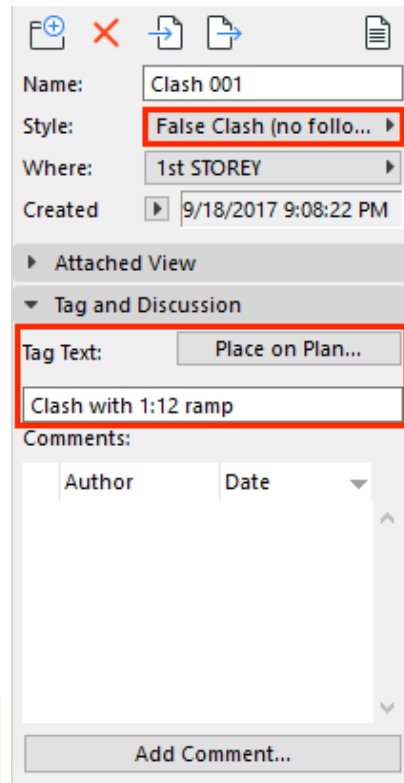 Name: Clash 001
Style: False Clash (no follo...
Where: 1st STOREY
Created 9/18/2017 9:08:22 PM
Attached View
Tag and Discussion
Tag Text: Place on Plan...
Clash with 1:12 ramp
Comments:
Author Date
Add Comment...